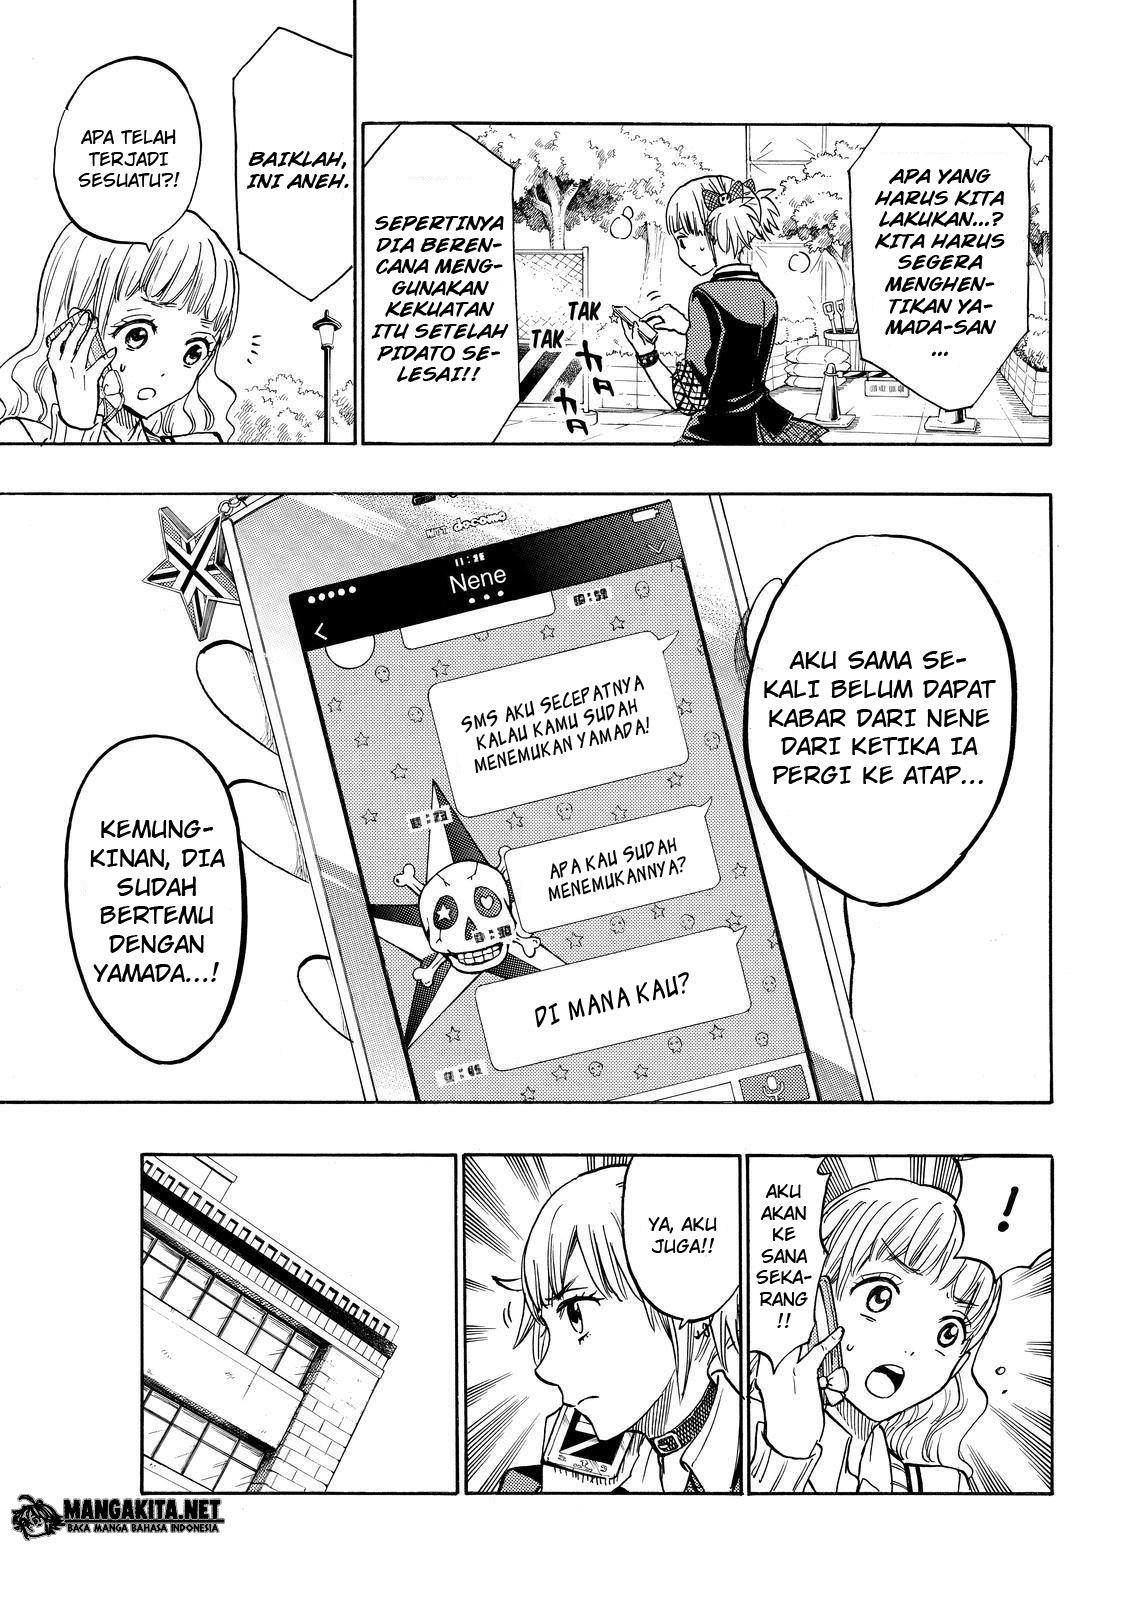 APA YANG
HARUS KITA
LAKUKAN...?
KITA HARUS
SEGERA
MENGHEN-
TIKAN YA-
MADA-SAN
...
SEPERTINYA
DIA BEREN-
CANA MENG-
GUNAKAN
KEKUATAN
ITU SETELAH
PIDATO SE-
LESAI!!
TAK
TAK
カタ
カタ
BAIKLAH,
INI ANEH.
APA TELAH
TERJADI
SESUATU?!
AKU SAMA SE-
KALI BELUM DAPAT
KABAR DARI NENE
DARI KETIKA IA
PERGI KE ATAP...
NTT docomo
Nene
SMS AKU SECEPATNYA
KALAU KAMU SUDAH
MENEMUKAN YAMADA!
APA KAU SUDAH
MENEMUKANNYA?
DI MANA KAU?
KEMUNG-
KINAN, DIA
SUDAH
BERTEMU
DENGAN
YAMADA...!
!
AKU
AKAN
KE
SANA
SEKA-
RANG
!!
YA, AKU
JUGA!!
MANGAKITA.NET
BACA MANGA BAHASA INDONESIA